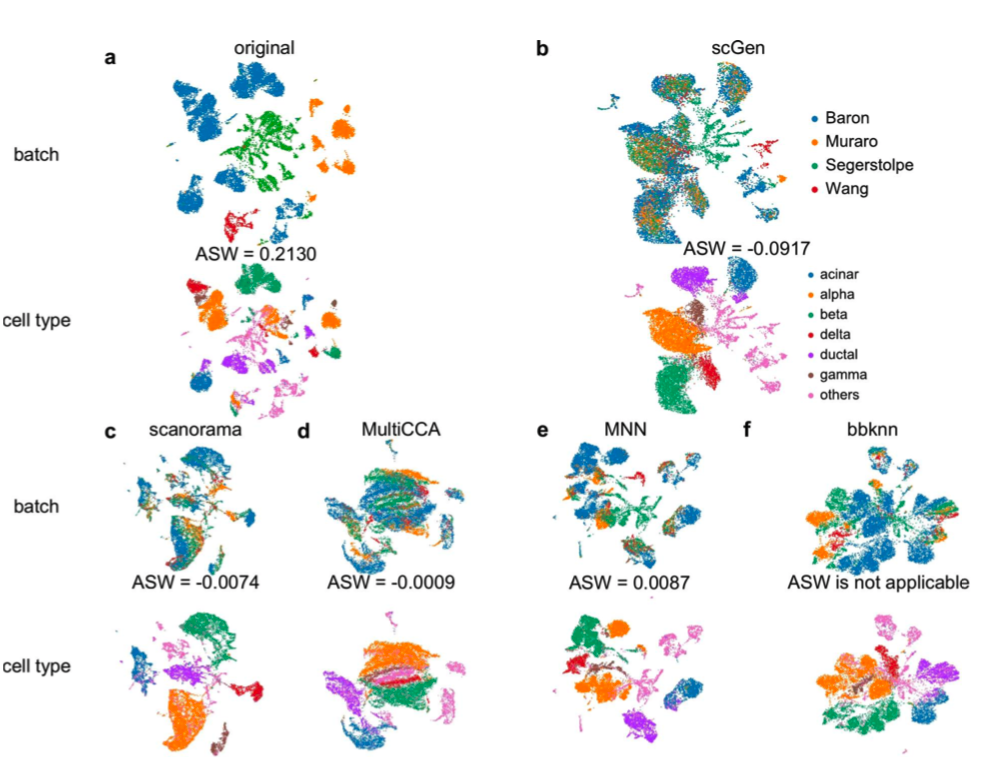 a
original
b
scGen
batch
Baron
Muraro
Segerstolpe
Wang
ASW = 0.2130
ASW = -0.0917
cell type
acinar
alpha
beta
delta
ductal
gamma
others
c
scanorama
d
MultiCCA
e
MNN
f
bbknn
batch
ASW = -0.0074
ASW = -0.0009
ASW = 0.0087
ASW is not applicable
cell type